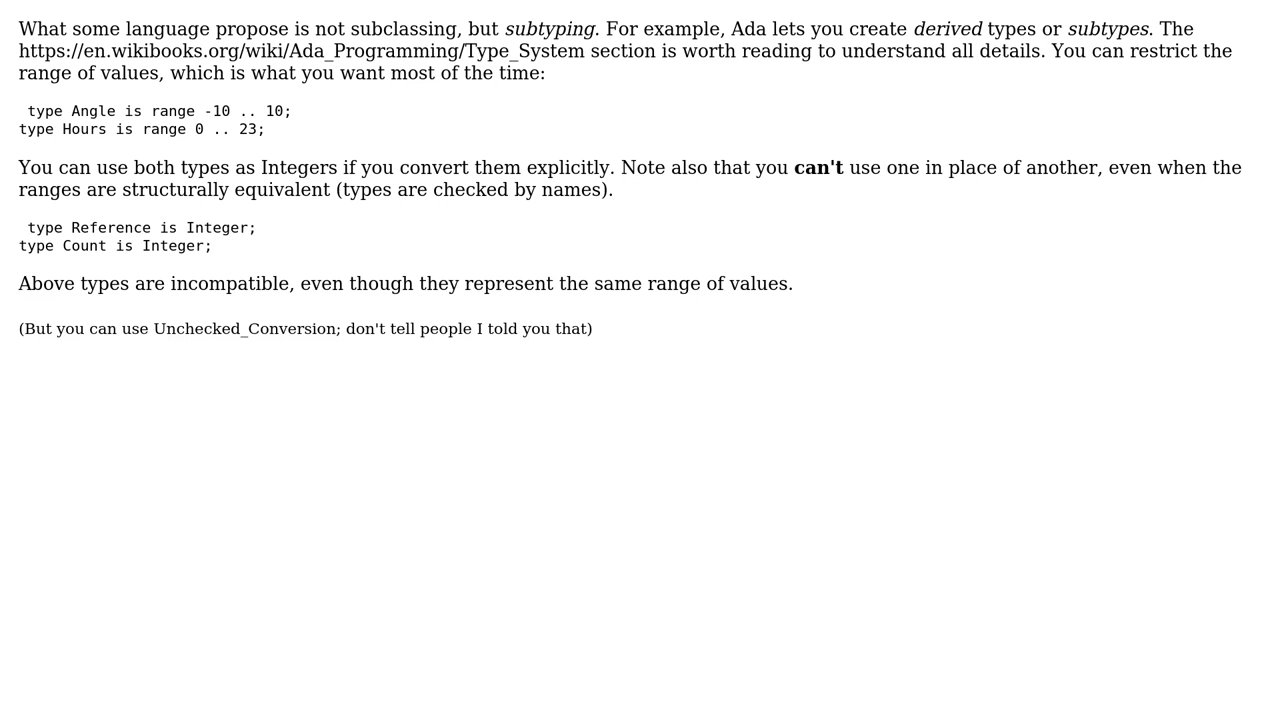 What some language propose is not subclassing, but subtyping. For example, Ada lets you create derived types or subtypes. The
https://en.wikibooks.org/wiki/Ada_Programming/Type_System section is worth reading to understand all details. You can restrict the
range of values, which is what you want most of the time:
type Angle is range -10 .. 10;
type Hours is range 0 .. 23;
You can use both types as Integers if you convert them explicitly. Note also that you can't use one in place of another, even when the
ranges are structurally equivalent (types are checked by names).
type Reference is Integer;
type Count is Integer;
Above types are incompatible, even though they represent the same range of values.
(But you can use Unchecked_Conversion; don't tell people I told you that)